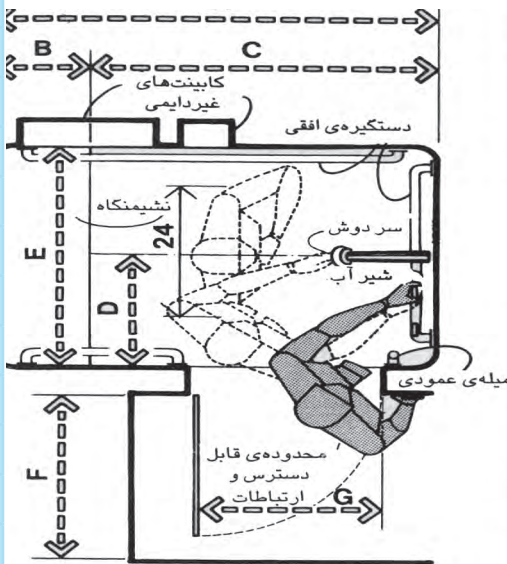 B
C
کابینت‌های
غیردایمی
دستگیره‌ی افقی
نشیمنگاه
24
E
سر دوش
شیر آب
D
میله‌ی عمودی
محدوده‌ی قابل
دسترس و
ارتباطات
G
F